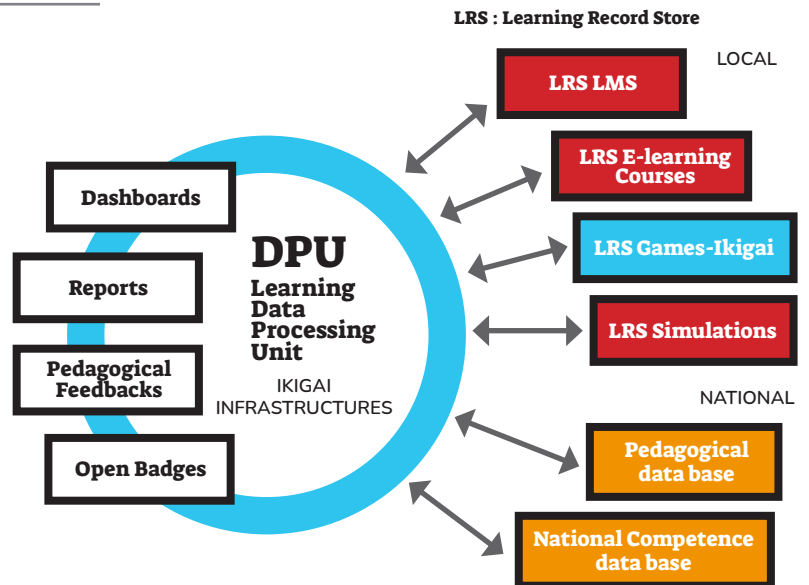 LRS : Learning Record Store
LOCAL
LRS LMS
LRS E-learning
Courses
LRS Games-Ikigai
LRS Simulations
NATIONAL
Pedagogical
data base
National Competence
data base
Dashboards
Reports
Pedagogical
Feedbacks
Open Badges
DPU
Learning
Data
Processing
Unit
IKIGAI
INFRASTRUCTURES